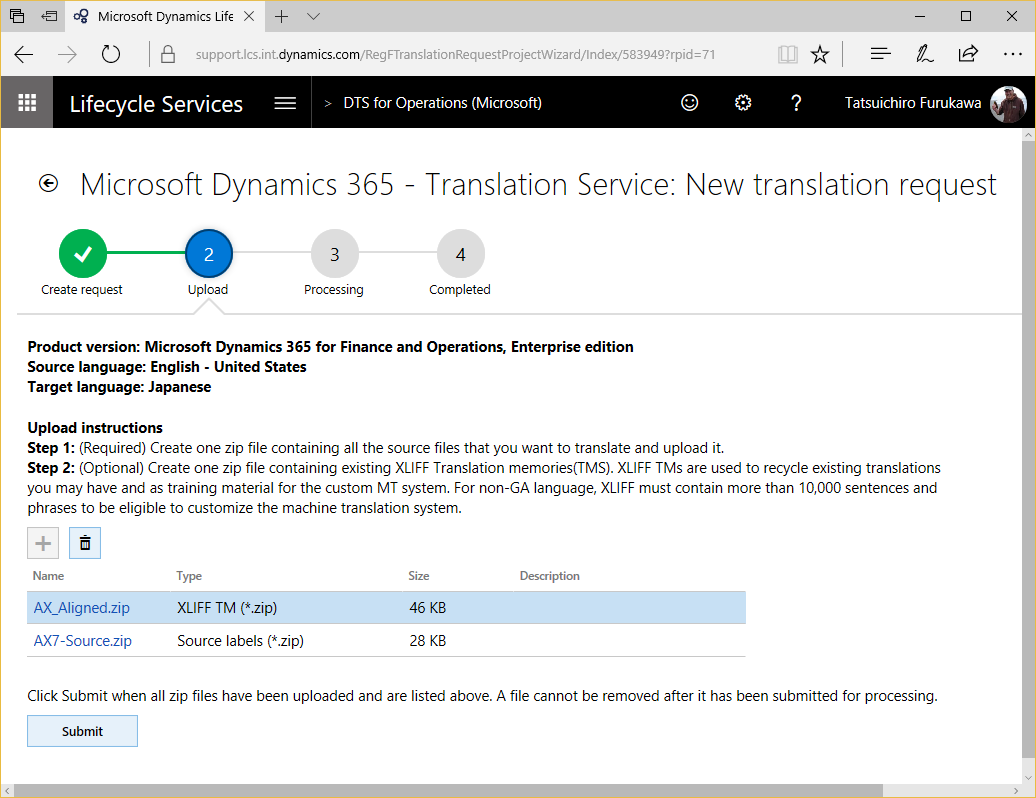 Microsoft Dynamics Life
support.lcs.int.dynamics.com/RegFTranslationRequestProjectWizard/Index/583949?rpid=71
Lifecycle Services > DTS for Operations (Microsoft) ? Tatsuichiro Furukawa
Microsoft Dynamics 365 - Translation Service: New translation request
2 3 4
Create request Upload Processing Completed
Product version: Microsoft Dynamics 365 for Finance and Operations, Enterprise edition
Source language: English - United States
Target language: Japanese
Upload instructions
Step 1: (Required) Create one zip file containing all the source files that you want to translate and upload it.
Step 2: (Optional) Create one zip file containing existing XLIFF Translation memories(TMS). XLIFF TMs are used to recycle existing translations
you may have and as training material for the custom MT system. For non-GA language, XLIFF must contain more than 10,000 sentences and
phrases to be eligible to customize the machine translation system.
Name Type Size Description
AX_Aligned.zip XLIFF TM (*.zip) 46 KB
AX7-Source.zip Source labels (*.zip) 28 KB
Click Submit when all zip files have been uploaded and are listed above. A file cannot be removed after it has been submitted for processing.
Submit